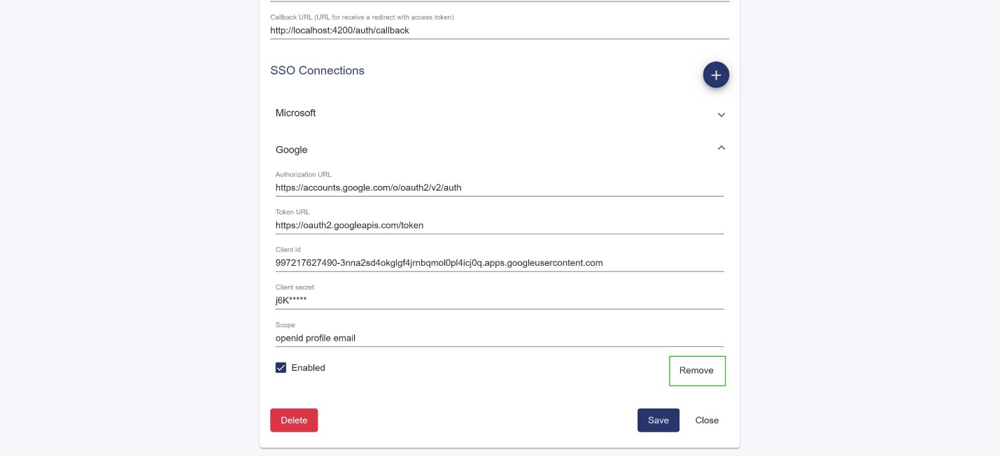 Callback URL (URL for receive a redirect with access token)
http://localhost:4200/auth/callback
SSO Connections
Microsoft
Google
Authorization URL
https://accounts.google.com/o/oauth2/v2/auth
Token URL
https://oauth2.googleapis.com/token
Client id
997217627490-3nna2sd4okglgf4jrnbqmol0pl4icj0q.apps.googleusercontent.com
Client secret
j6K*****
Scope
openid profile email
Enabled
Remove
Delete
Save
Close